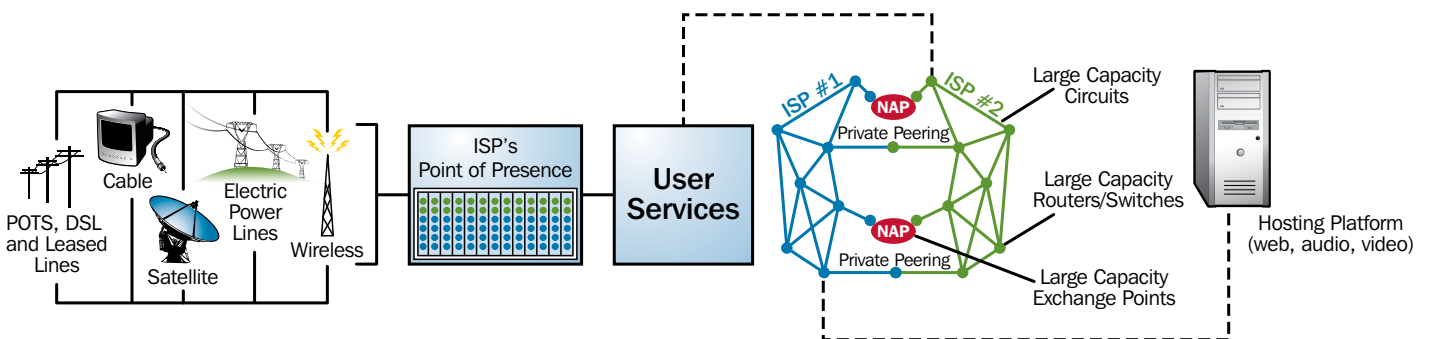 POTS, DSL
and Leased
Lines
Cable
Satellite
Electric
Power
Lines
Wireless
ISP's
Point of Presence
User
Services
ISP #1
ISP #2
NAP
Private Peering
NAP
Private Peering
Large Capacity
Circuits
Large Capacity
Routers/Switches
Large Capacity
Exchange Points
Hosting Platform
(web, audio, video)